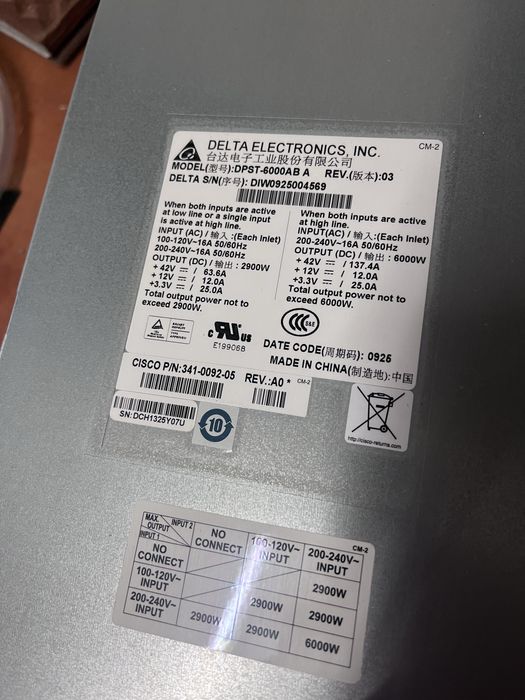 DELTA ELECTRONICS, INC.
CM-2
台达电子工业股份有限公司
MODEL(型号):DPST-6000AB A REV.(版本):03
DELTA S/N(序号): DIW0925004569
When both inputs are active
at low line or a single input
is active at high line.
INPUT(AC) / 输入 :(Each Inlet)
100-120V~16A 50/60Hz
200-240V~16A 50/60Hz
OUTPUT (DC) / 输出 : 2900W
+ 42V / 63.6A
+ 12V / 12.0A
+3.3V / 25.0A
Total output power not to
exceed 2900W.
When both inputs are active
at high line.
INPUT(AC) / 输入 :(Each Inlet)
200-240V~16A 50/60Hz
OUTPUT (DC) / 输出 : 6000W
+ 42V / 137.4A
+ 12V / 12.0A
+3.3V / 25.0A
Total output power not to
exceed 6000W.
TYPE
APPROVED
c UR US
E199068
CCC S&E
DATE CODE(周期码): 0925
MADE IN CHINA(制造地): 中国
CISCO P/N:341-0092-05 REV.:A0 *
CM-2
SN: DCH1325Y07U
10
http://cisco-returns.com
MAX. OUTPUT INPUT 2
INPUT 1
NO CONNECT 100-120V~ INPUT 200-240V~ INPUT
CM-2
NO CONNECT 2900W
100-120V~ INPUT 2900W 2900W
200-240V~ INPUT 2900W 2900W 6000W